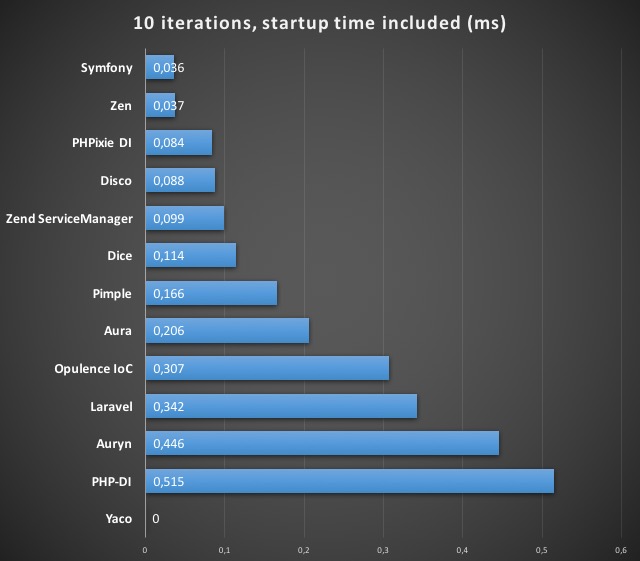 10 iterations, startup time included (ms)
Symfony 0,036
Zen 0,037
PHPixie DI 0,084
Disco 0,088
Zend ServiceManager 0,099
Dice 0,114
Pimple 0,166
Aura 0,206
Opulence IoC 0,307
Laravel 0,342
Auryn 0,446
PHP-DI 0,515
Yaco 0
0 0,1 0,2 0,3 0,4 0,5 0,6